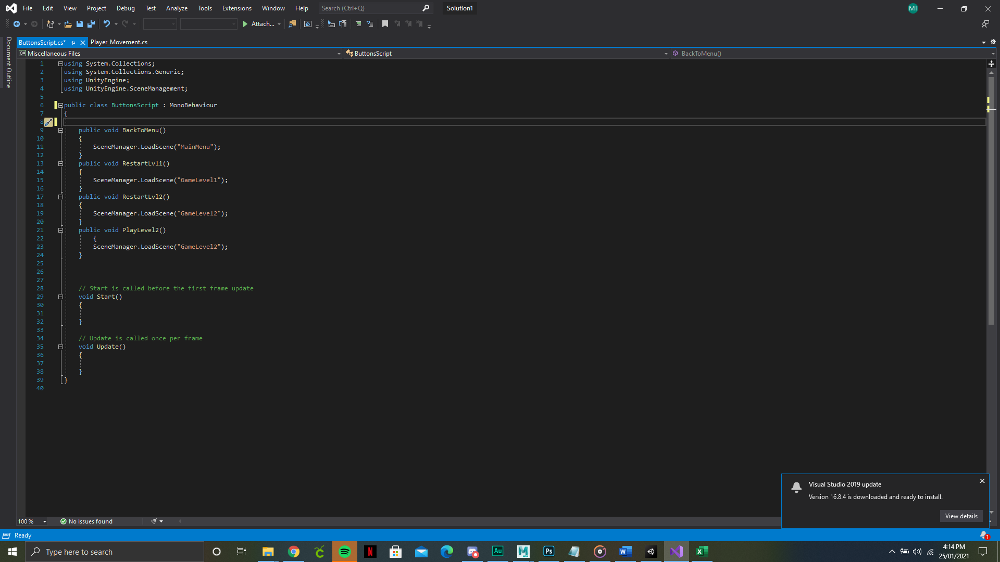 File Edit View Project Debug Test Analyze Tools Extensions Window Help Search (Ctrl+Q) Solution1 MI
Attach...
Document Outline
ButtonsScript.cs* Player_Movement.cs
C# Miscellaneous Files ButtonsScript BackToMenu()
1 using System.Collections;
2 using System.Collections.Generic;
3 using UnityEngine;
4 using UnityEngine.SceneManagement;
5
6 public class ButtonsScript : MonoBehaviour
7 {
8
9 public void BackToMenu()
10 {
11 SceneManager.LoadScene("MainMenu");
12 }
13 public void RestartLvl1()
14 {
15 SceneManager.LoadScene("GameLevel1");
16 }
17 public void RestartLvl2()
18 {
19 SceneManager.LoadScene("GameLevel2");
20 }
21 public void PlayLevel2()
22 {
23 SceneManager.LoadScene("GameLevel2");
24 }
25
26
27
28 // Start is called before the first frame update
29 void Start()
30 {
31
32 }
33
34 // Update is called once per frame
35 void Update()
36 {
37
38 }
39 }
40
Visual Studio 2019 update
Version 16.8.4 is downloaded and ready to install.
View details
100 % No issues found
Ready 1
Type here to search N Au M Ps W X 4:14 PM
25/01/2021